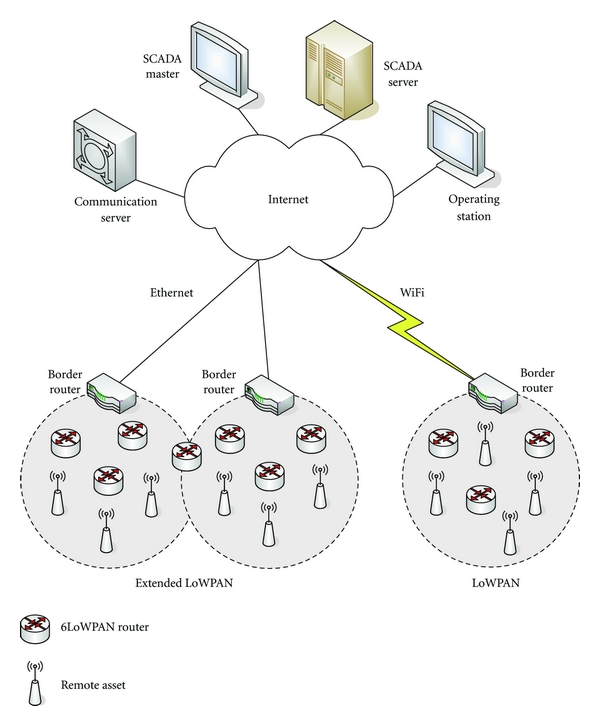 SCADA
master
SCADA
server
Communication
server
Internet
Operating
station
Ethernet
WiFi
Border
router
Border
router
Border
router
Extended LoWPAN
LoWPAN
6LoWPAN router
Remote asset